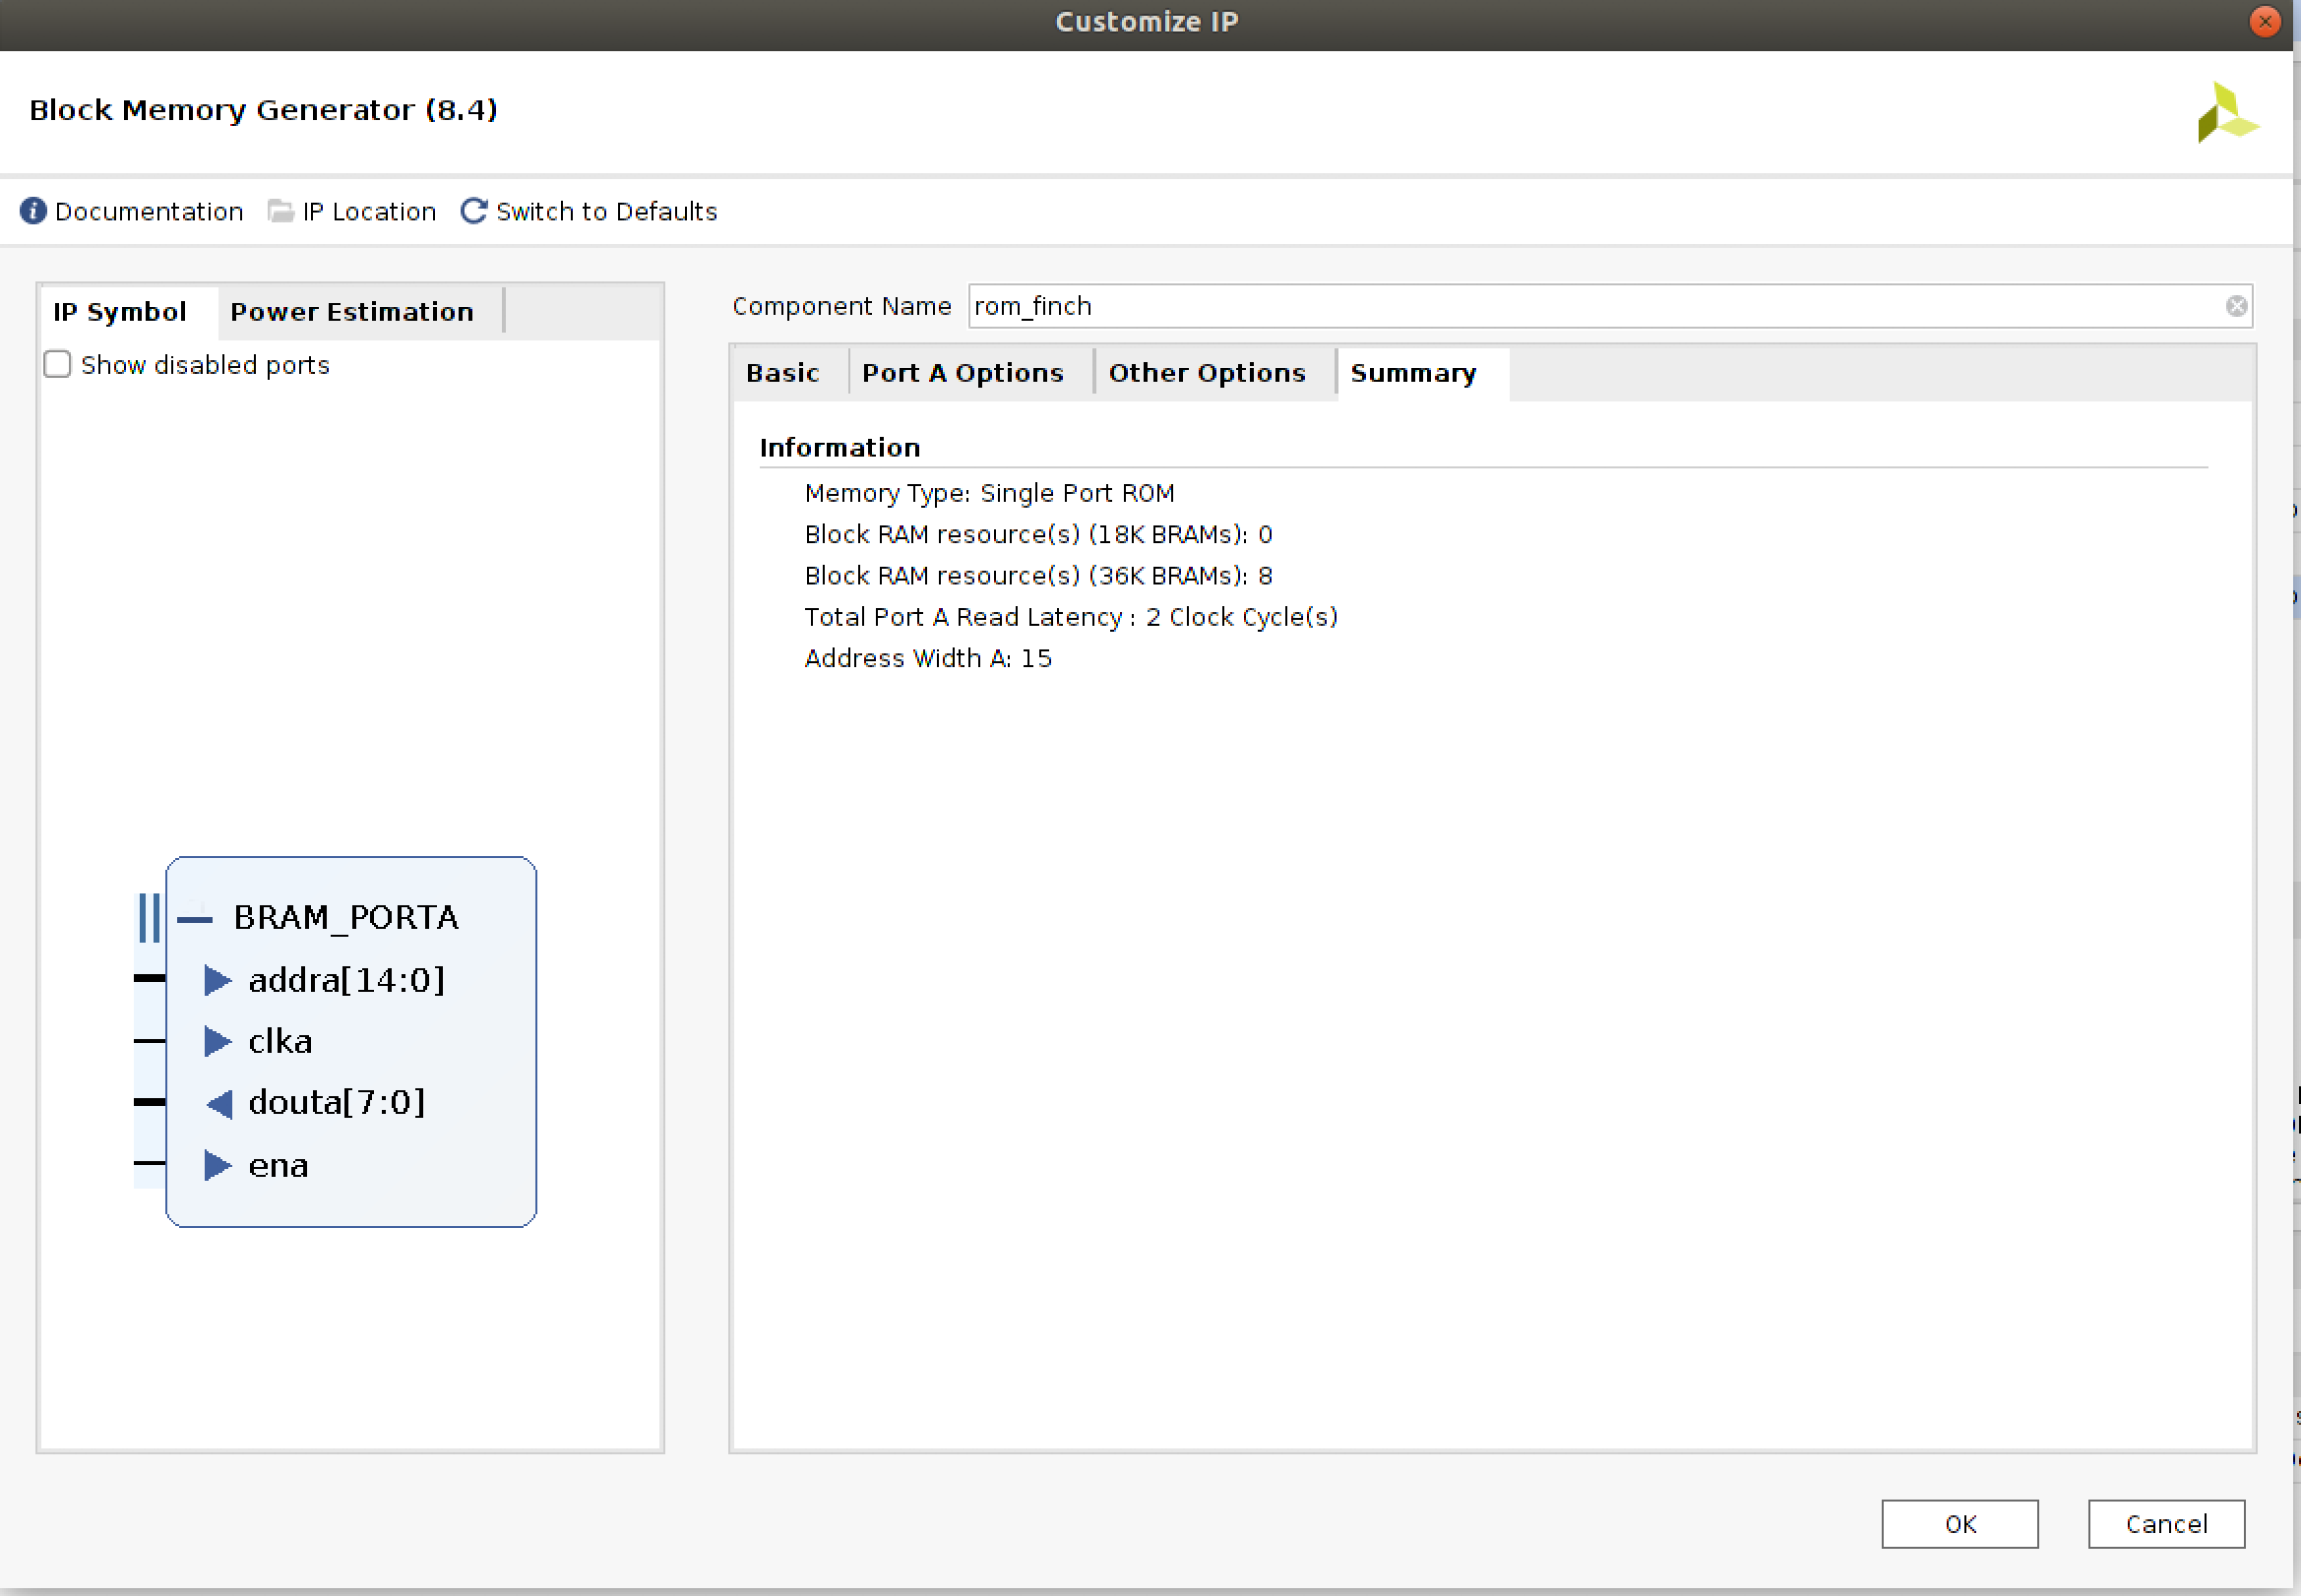 Customize IP
Block Memory Generator (8.4)
Documentation IP Location Switch to Defaults
IP Symbol Power Estimation
Show disabled ports
BRAM_PORTA
addra[14:0]
clka
douta[7:0]
ena
Component Name rom_finch
Basic Port A Options Other Options Summary
Information
Memory Type: Single Port ROM
Block RAM resource(s) (18K BRAMs): 0
Block RAM resource(s) (36K BRAMs): 8
Total Port A Read Latency : 2 Clock Cycle(s)
Address Width A: 15
OK Cancel